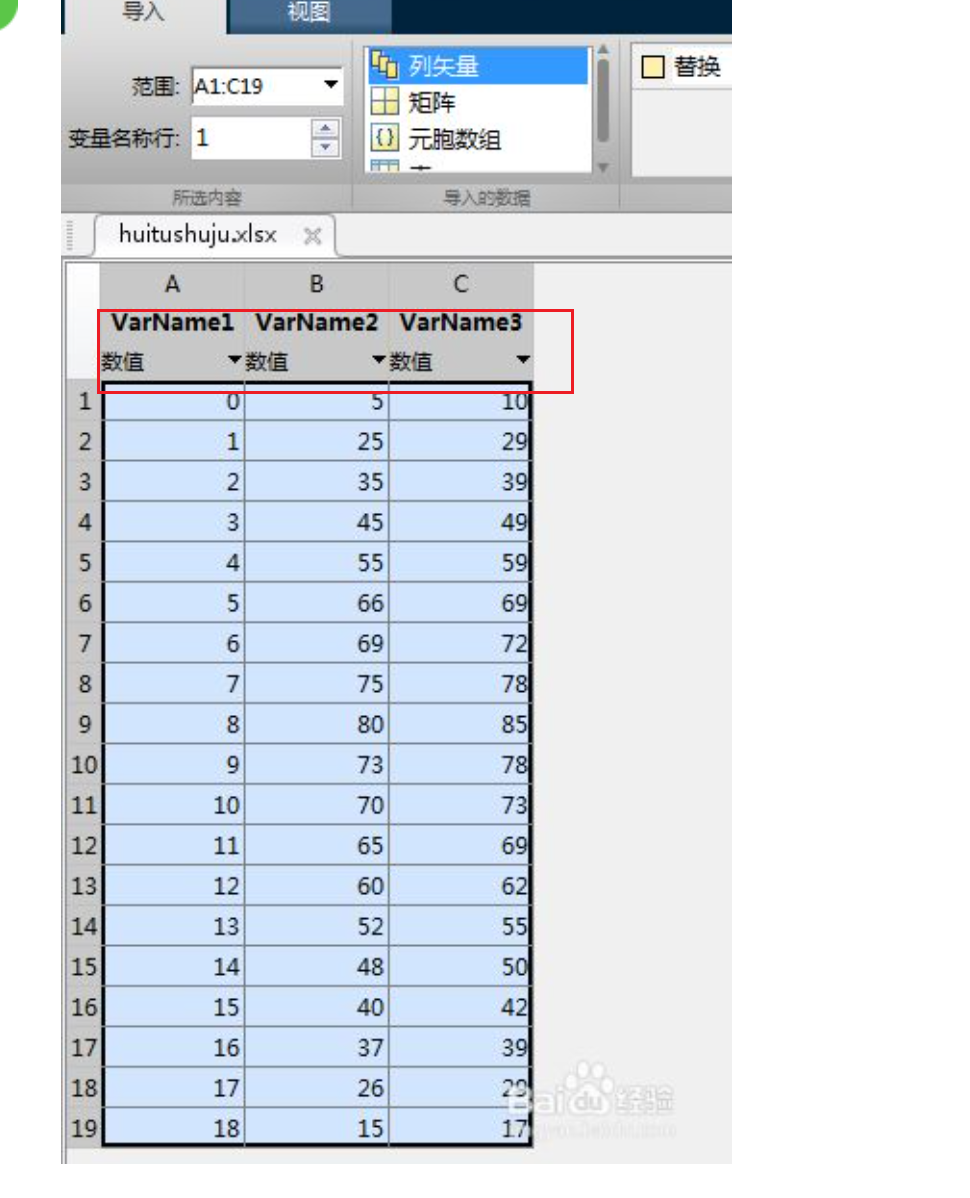 导入 视图
范围: A1:C19
变量名称行: 1
列矢量
矩阵
元胞数组
替换
所选内容 导入的数据
huitushuju.xlsx
A B C
VarName1 VarName2 VarName3
数值 数值 数值
1 0 5 10
2 1 25 29
3 2 35 39
4 3 45 49
5 4 55 59
6 5 66 69
7 6 69 72
8 7 75 78
9 8 80 85
10 9 73 78
11 10 70 73
12 11 65 69
13 12 60 62
14 13 52 55
15 14 48 50
16 15 40 42
17 16 37 39
18 17 26 29
19 18 15 17
Baidu 经验